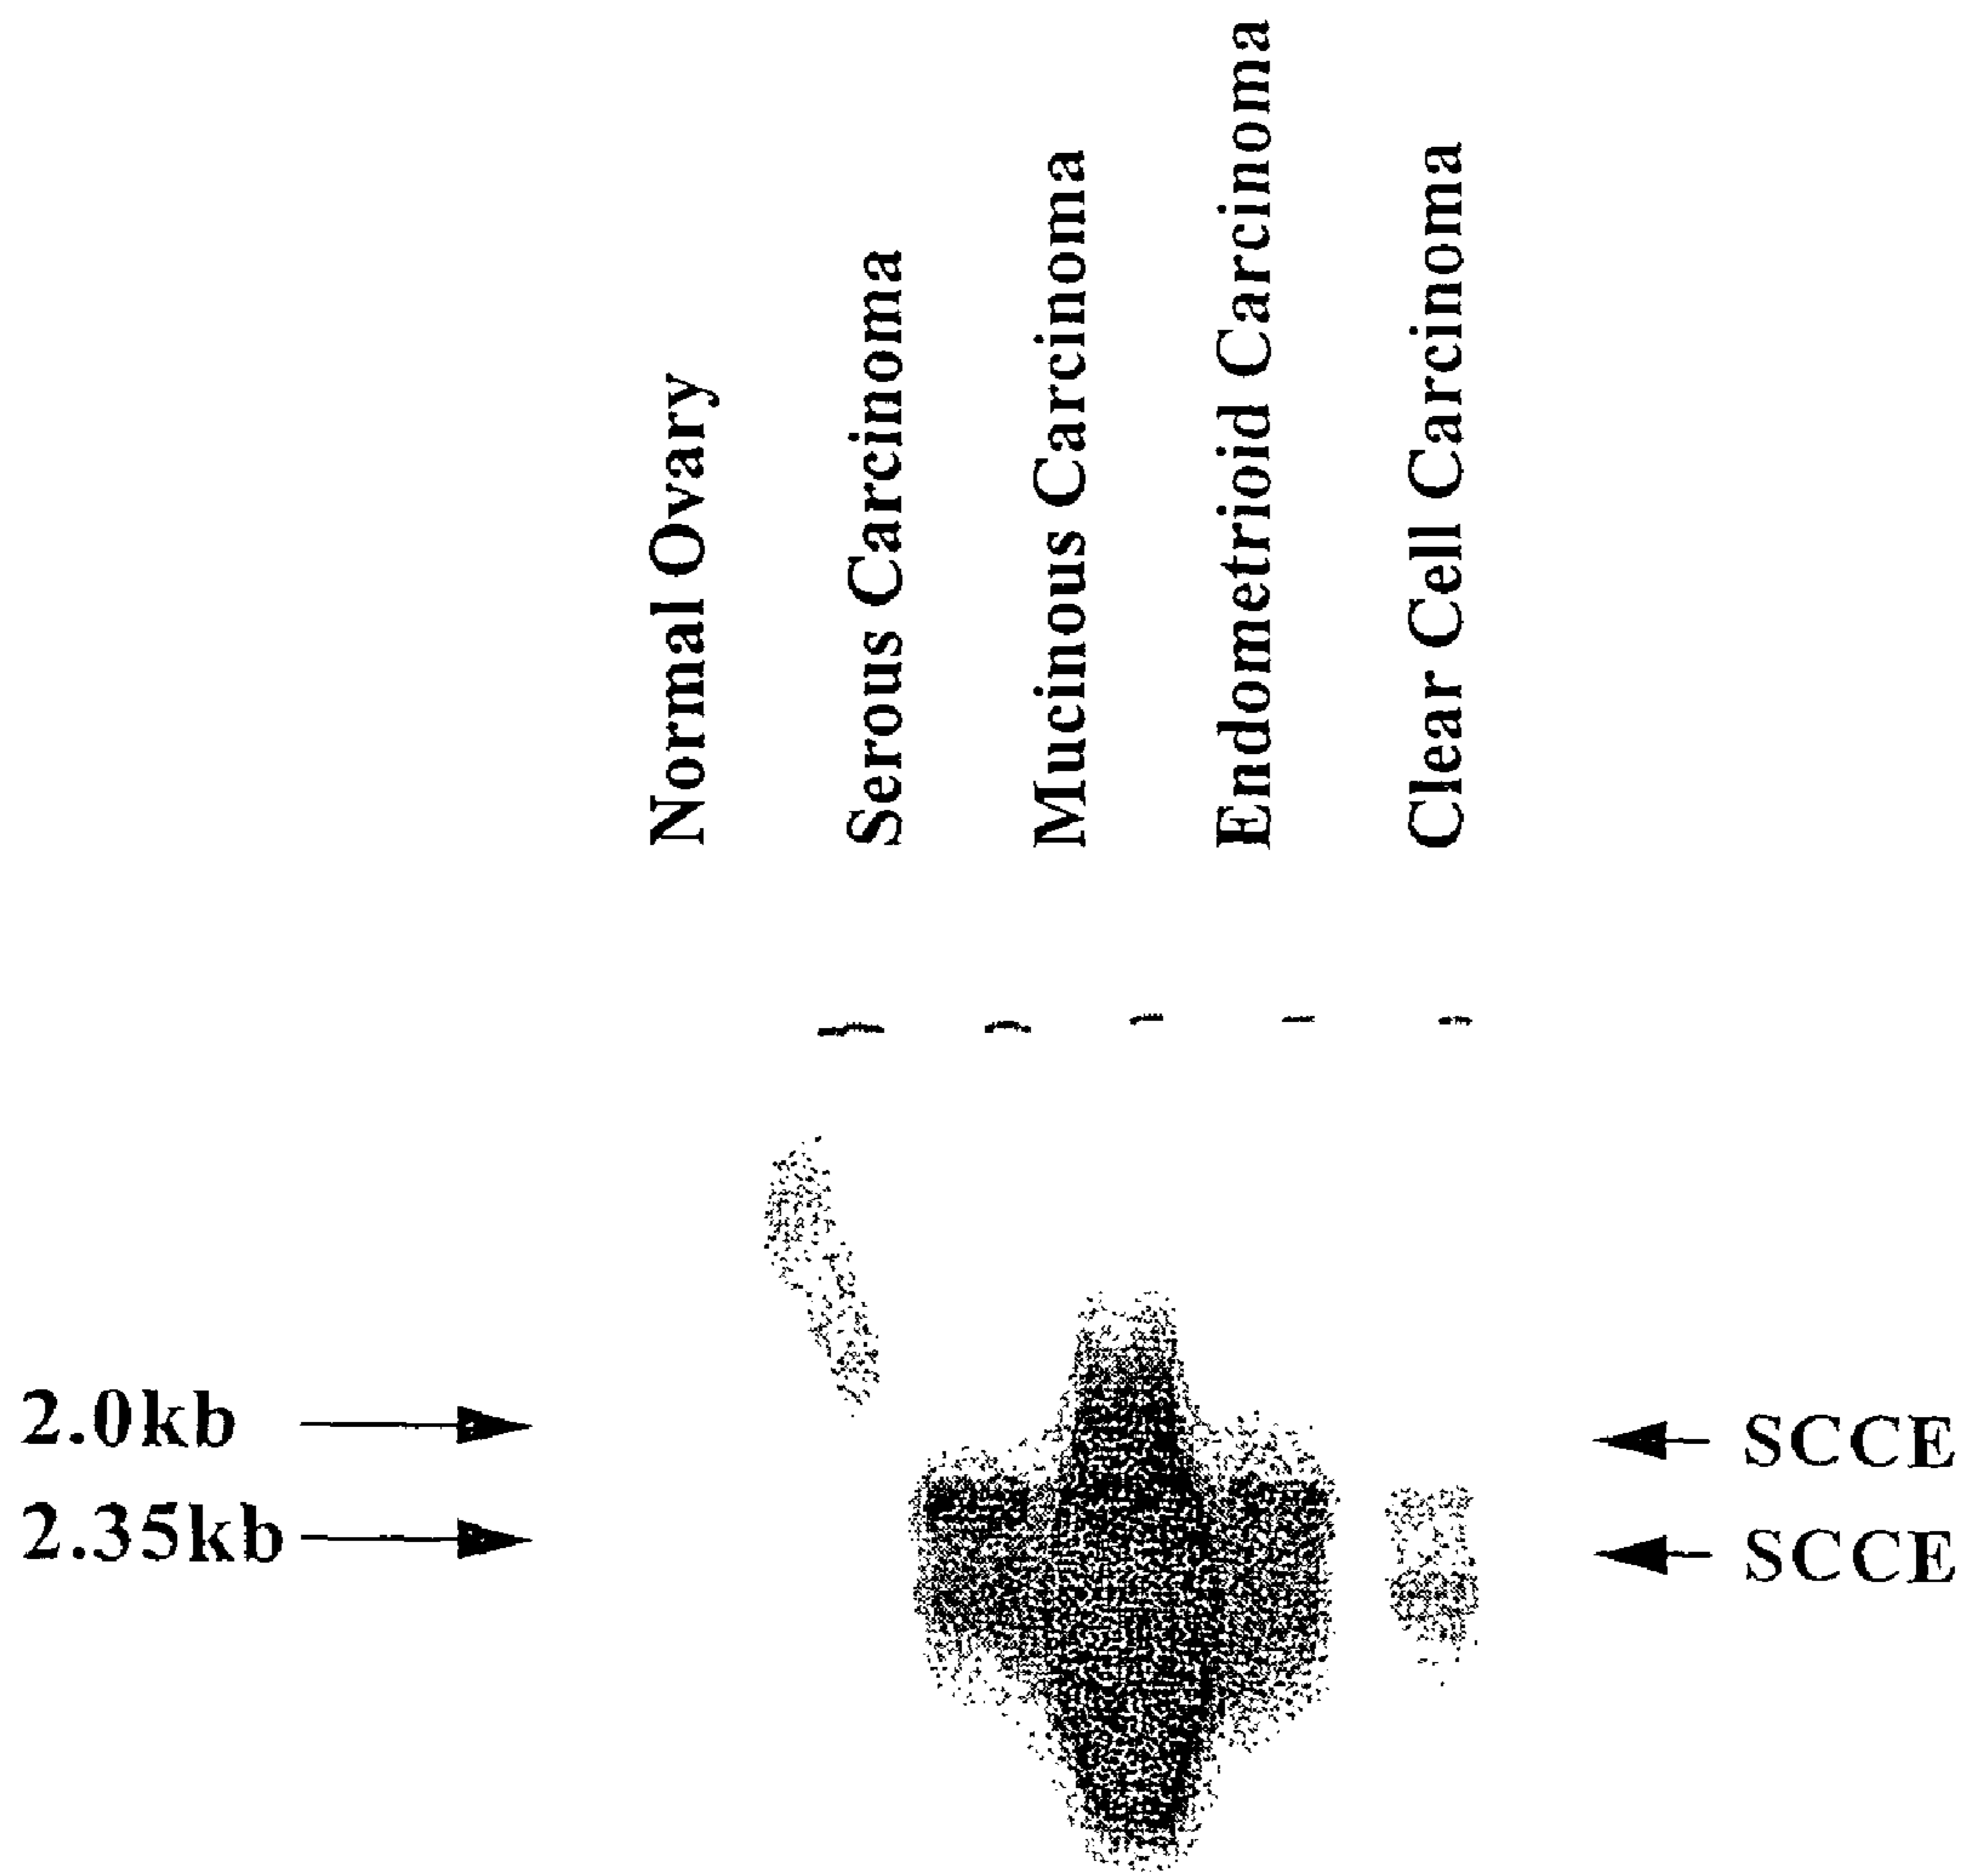 Normal Ovary
Serous Carcinoma
Mucinous Carcinoma
Endometrioid Carcinoma
Clear Cell Carcinoma
2.0kb
SCCE
2.35kb
SCCE